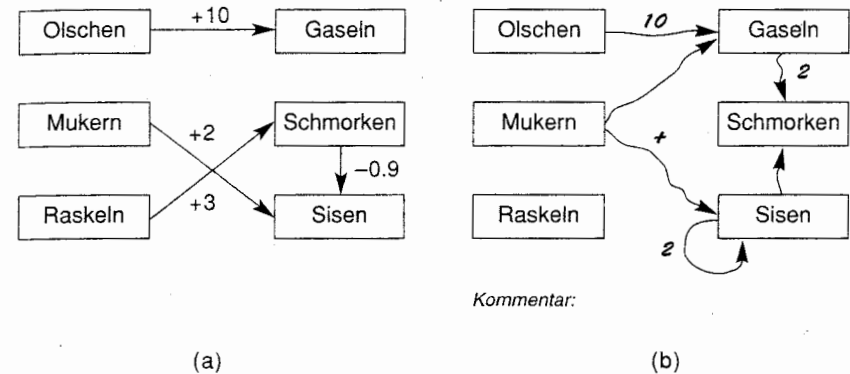 Olschen +10 Gaseln
Mukern +2 Schmorken
-0.9
Raskeln +3 Sisen
(a)
Olschen 10 Gaseln
2
Mukern + Schmorken
Raskeln Sisen
2
Kommentar:
(b)